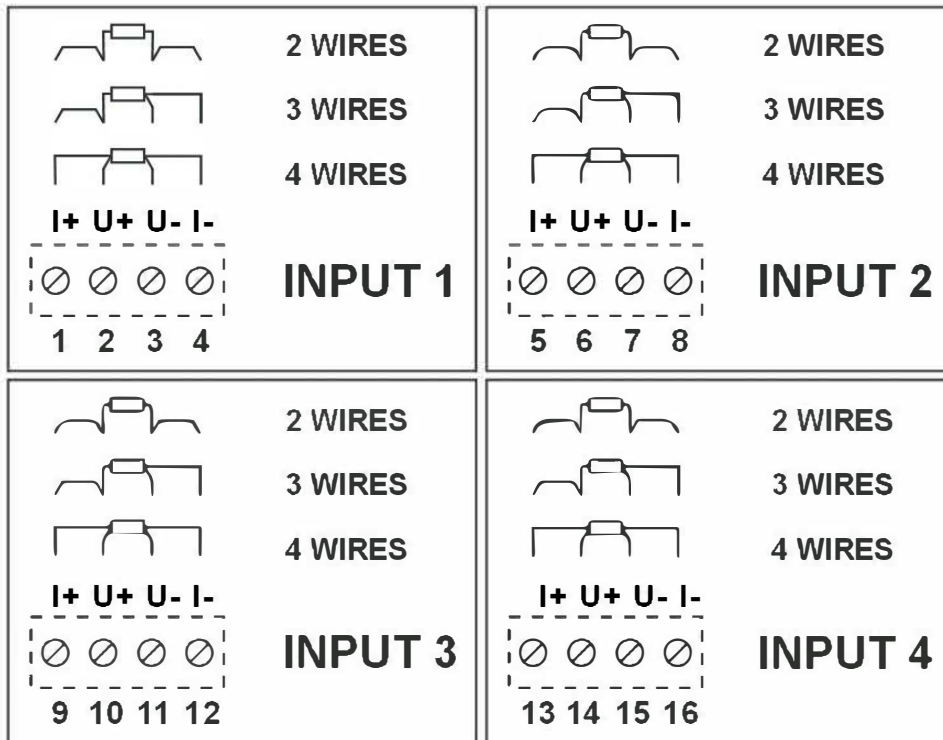 2 WIRES
3 WIRES
4 WIRES
I+ U+ U- I-
INPUT 1
1 2 3 4
2 WIRES
3 WIRES
4 WIRES
I+ U+ U- I-
INPUT 2
5 6 7 8
2 WIRES
3 WIRES
4 WIRES
I+ U+ U- I-
INPUT 3
9 10 11 12
2 WIRES
3 WIRES
4 WIRES
I+ U+ U- I-
INPUT 4
13 14 15 16